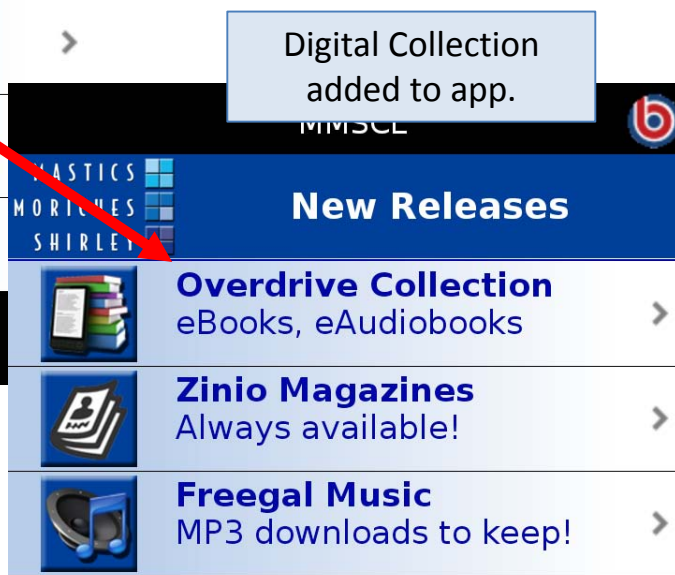 Digital Collection
added to app.
MMSCL
MASTICS
MORICHES
SHIRLEY
New Releases
Overdrive Collection
eBooks, eAudiobooks
Zinio Magazines
Always available!
Freegal Music
MP3 downloads to keep!